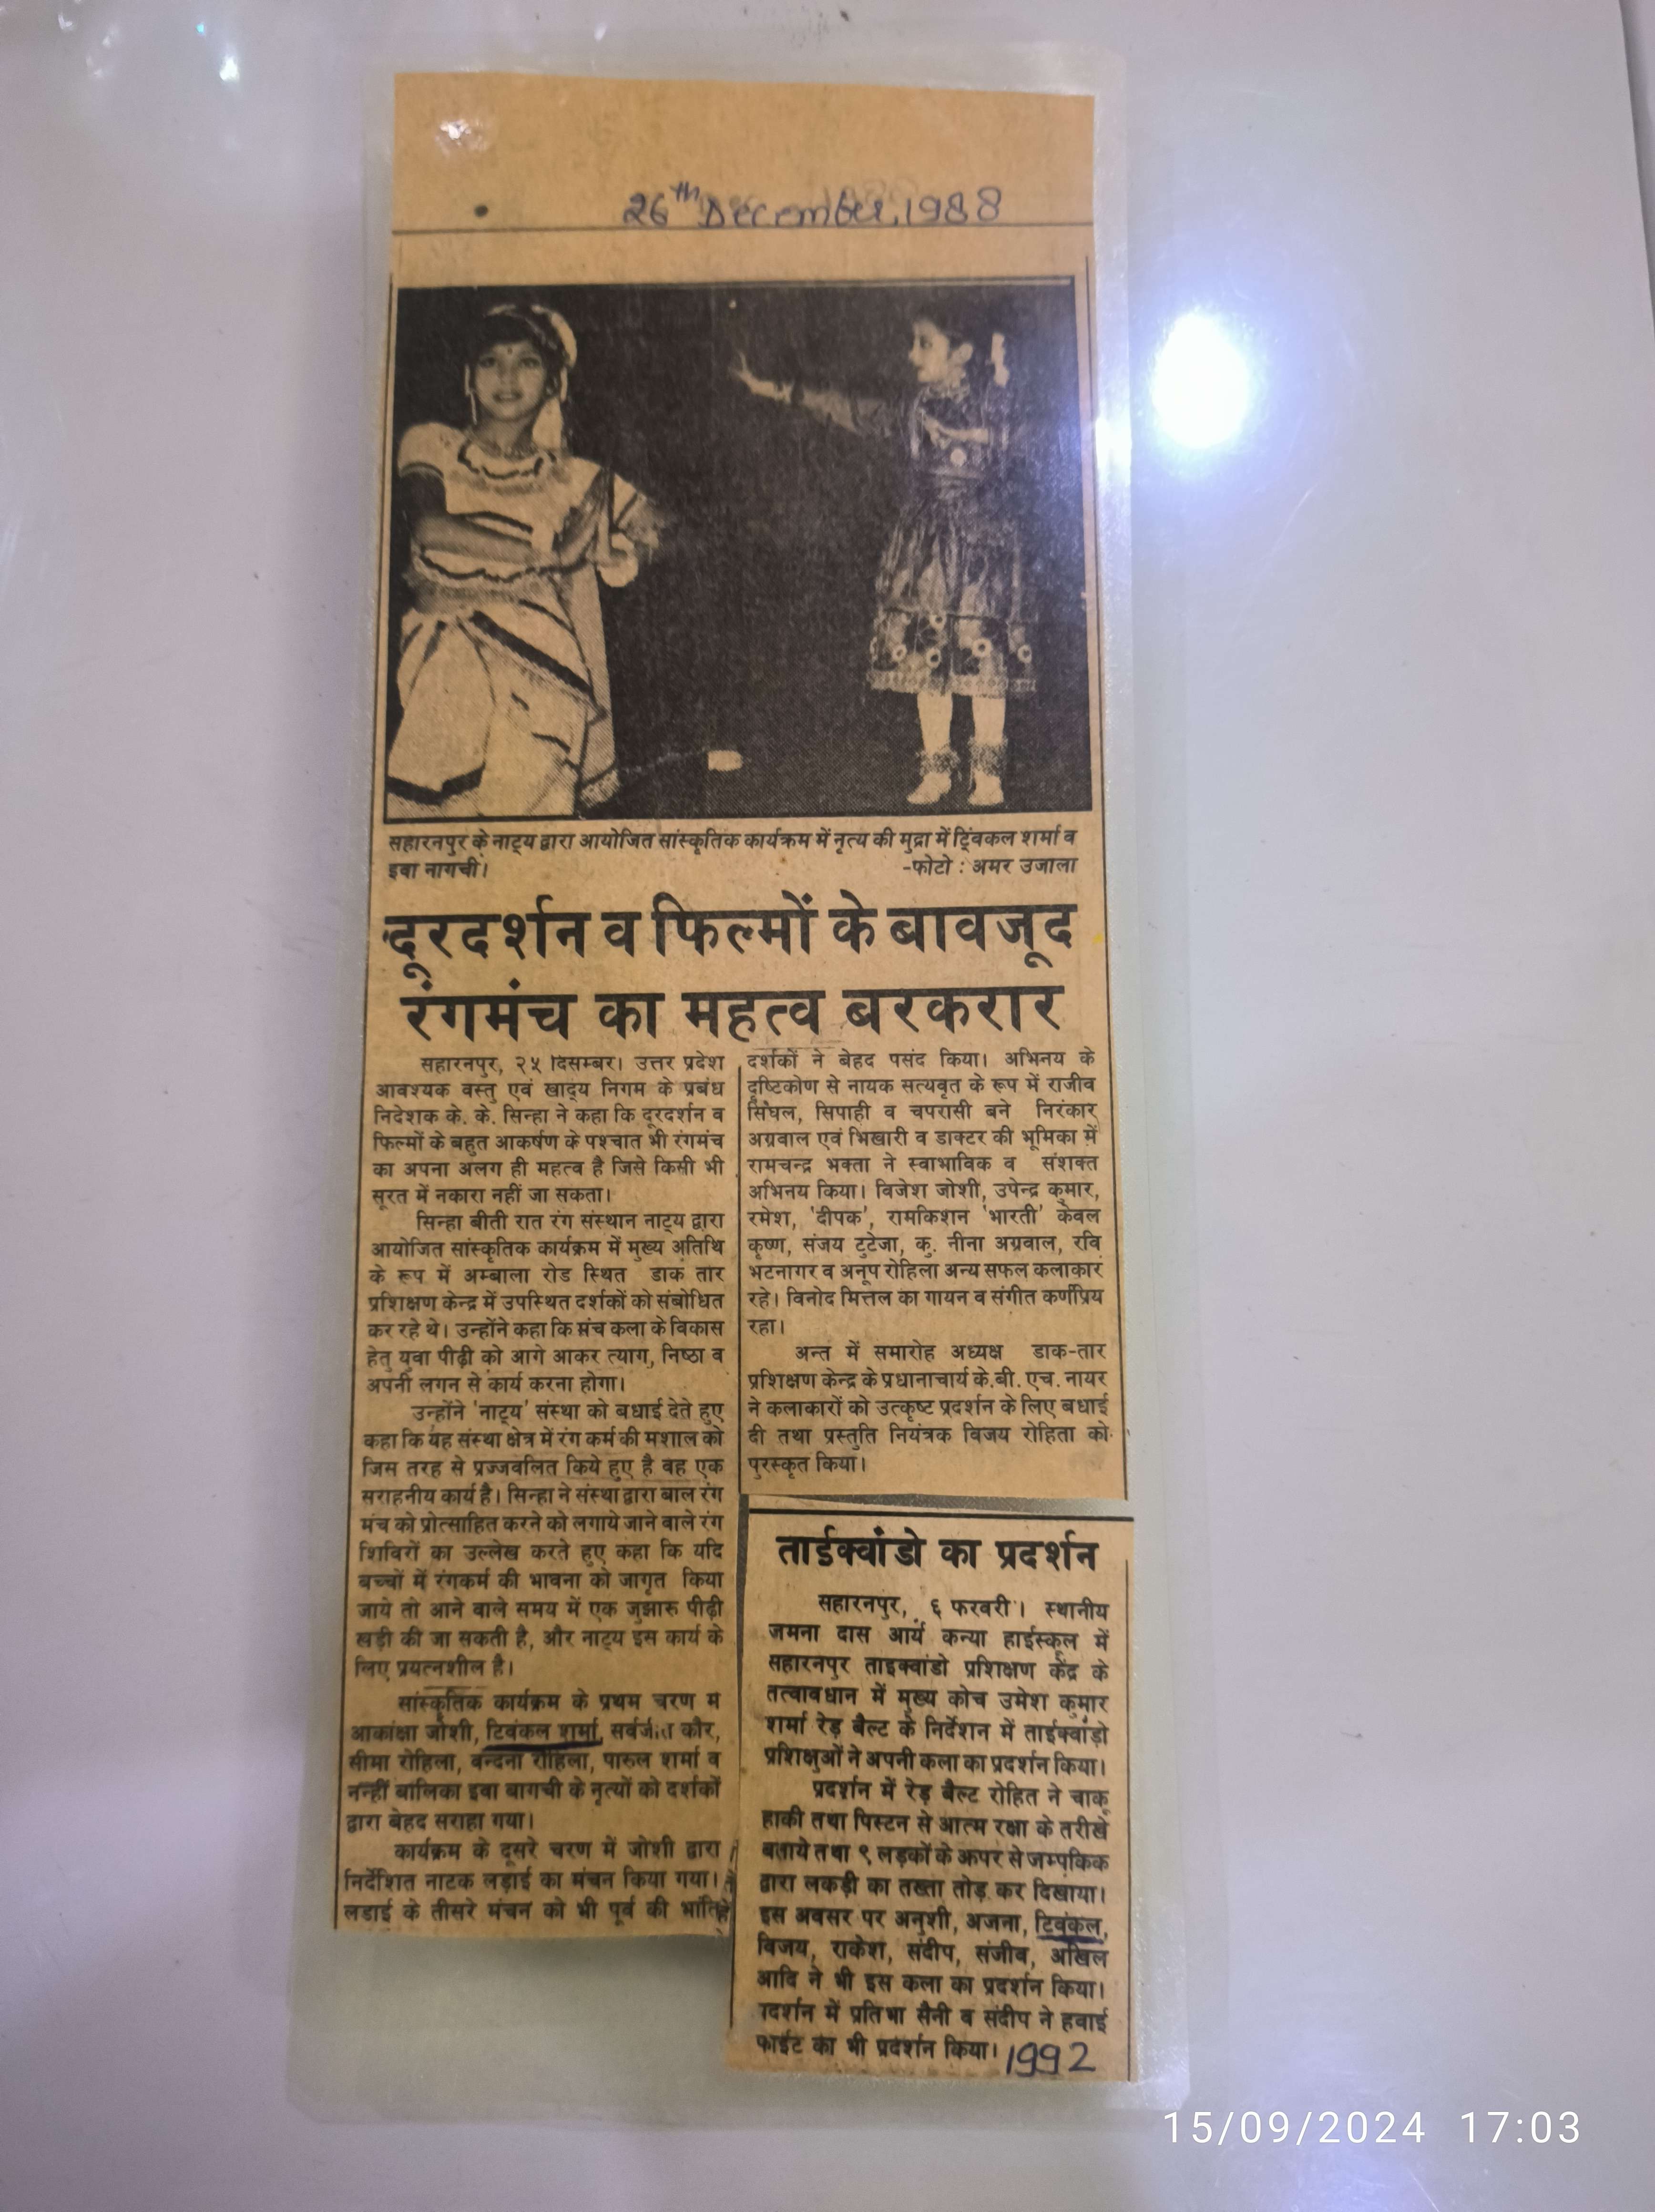 26th December, 1988
सहारनपुर के नाट्य द्वारा आयोजित सांस्कृतिक कार्यक्रम में नृत्य की मुद्रा में ट्विंकल शर्मा व
इवा नागची।
-फोटो : अमर उजाला
दूरदर्शन व फिल्मों के बावजूद
रंगमंच का महत्व बरकरार
सहारनपुर, २५ दिसम्बर। उत्तर प्रदेश
आवश्यक वस्तु एवं खाद्य निगम के प्रबंध
निदेशक के. के. सिन्हा ने कहा कि दूरदर्शन व
फिल्मों के बहुत आकर्षण के पश्चात भी रंगमंच
का अपना अलग ही महत्व है जिसे किसी भी
सूरत में नकारा नहीं जा सकता।
सिन्हा बीती रात रंग संस्थान नाट्य द्वारा
आयोजित सांस्कृतिक कार्यक्रम में मुख्य अतिथि
के रूप में अम्बाला रोड स्थित डाक तार
प्रशिक्षण केन्द्र में उपस्थित दर्शकों को संबोधित
कर रहे थे। उन्होंने कहा कि मंच कला के विकास
हेतु युवा पीढ़ी को आगे आकर त्याग, निष्ठा व
अपनी लगन से कार्य करना होगा।
उन्होंने 'नाट्य' संस्था को बधाई देते हुए
कहा कि यह संस्था क्षेत्र में रंग कर्म की मशाल को
जिस तरह से प्रज्जवलित किये हुए है वह एक
सराहनीय कार्य है। सिन्हा ने संस्था द्वारा बाल रंग
मंच को प्रोत्साहित करने को लगाये जाने वाले रंग
शिविरों का उल्लेख करते हुए कहा कि यदि
बच्चों में रंगकर्म की भावना को जागृत किया
जाये तो आने वाले समय में एक जुझारू पीढ़ी
खड़ी की जा सकती है, और नाट्य इस कार्य के
लिए प्रयत्नशील है।
सांस्कृतिक कार्यक्रम के प्रथम चरण म
आकांक्षा जोशी, टिवंकल शर्मा, सर्वजीत कौर,
सीमा रोहिला, वन्दना रोहिला, पारुल शर्मा व
नन्हीं बालिका इवा बागची के नृत्यों को दर्शकों
द्वारा बेहद सराहा गया।
कार्यक्रम के दूसरे चरण में जोशी द्वारा
निर्देशित नाटक लड़ाई का मंचन किया गया।
लडाई के तीसरे मंचन को भी पूर्व की भांति
दर्शकों ने बेहद पसंद किया। अभिनय के
दृष्टिकोण से नायक सत्यवृत के रूप में राजीव
सिंघल, सिपाही व चपरासी बने निरंकार
अग्रवाल एवं भिखारी व डाक्टर की भूमिका में
रामचन्द्र भक्ता ने स्वाभाविक व संशक्त
अभिनय किया। विजेश जोशी, उपेन्द्र कुमार,
रमेश, 'दीपक', रामकिशन 'भारती' केवल
कृष्ण, संजय टुटेजा, कु. नीना अग्रवाल, रवि
भटनागर व अनूप रोहिला अन्य सफल कलाकार
रहे। विनोद मित्तल का गायन व संगीत कर्णप्रिय
रहा।
अन्त में समारोह अध्यक्ष डाक-तार
प्रशिक्षण केन्द्र के प्रधानाचार्य के.बी. एच. नायर
ने कलाकारों को उत्कृष्ट प्रदर्शन के लिए बधाई
दी तथा प्रस्तुति नियंत्रक विजय रोहिता को
पुरस्कृत किया।
ताईक्वांडो का प्रदर्शन
सहारनपुर, ६ फरवरी। स्थानीय
जमना दास आर्य कन्या हाईस्कूल में
सहारनपुर ताइक्वांडो प्रशिक्षण केंद्र के
तत्वावधान में मुख्य कोच उमेश कुमार
शर्मा रेड़ बैल्ट के निर्देशन में ताईक्वांड़ो
प्रशिक्षुओं ने अपनी कला का प्रदर्शन किया।
प्रदर्शन में रेड़ बैल्ट रोहित ने चाकू
हाकी तथा पिस्टन से आत्म रक्षा के तरीखे
बताये तथा ९ लड़कों के ऊपर से जम्पकिक
द्वारा लकड़ी का तख्ता तोड़ कर दिखाया।
इस अवसर पर अनुशी, अजना, टिवंकल,
विजय, राकेश, संदीप, संजीव, अखिल
आदि ने भी इस कला का प्रदर्शन किया।
प्रदर्शन में प्रतिभा सैनी व संदीप ने हवाई
फाईट का भी प्रदर्शन किया। 1992
15/09/2024 17:03